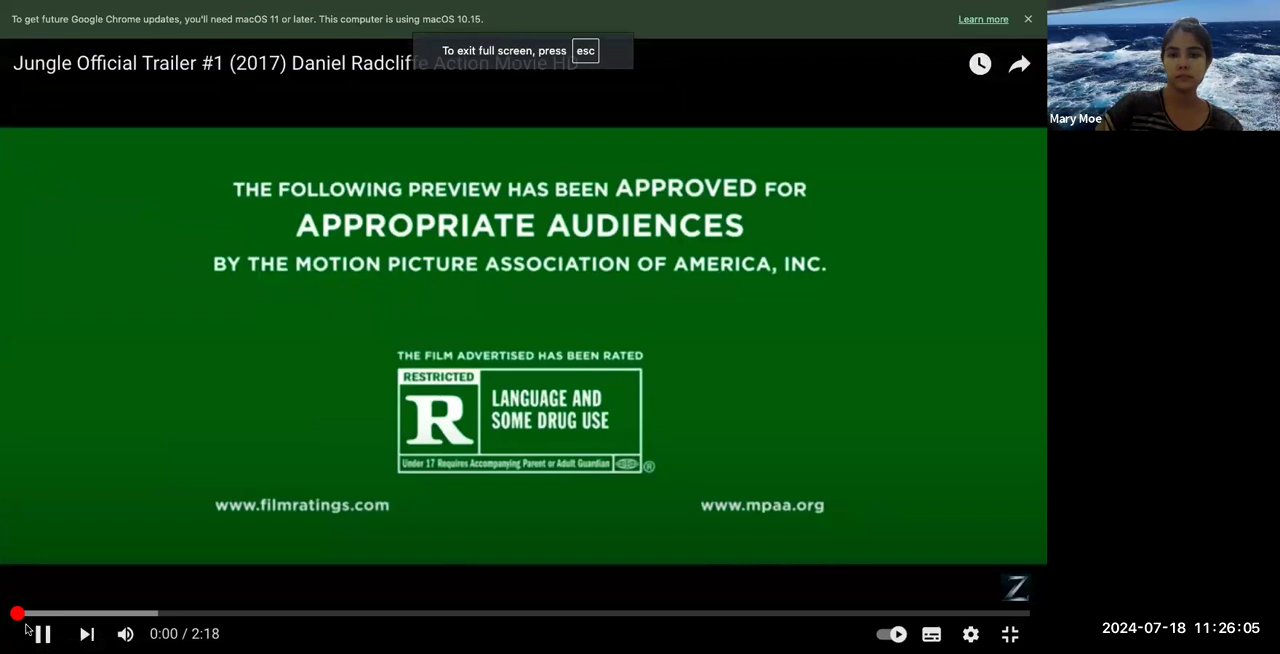 To get future Google Chrome updates, you'll need macOS 11 or later. This computer is using macOS 10.15.
Learn more
To exit full screen, press esc
Jungle Official Trailer #1 (2017) Daniel Radcliffe Action Movie HD
Mary Moe
THE FOLLOWING PREVIEW HAS BEEN APPROVED FOR
APPROPRIATE AUDIENCES
BY THE MOTION PICTURE ASSOCIATION OF AMERICA, INC.
THE FILM ADVERTISED HAS BEEN RATED
RESTRICTED
R
LANGUAGE AND
SOME DRUG USE
Under 17 Requires Accompanying Parent or Adult Guardian
®
www.filmratings.com
www.mpaa.org
Z
0:00 / 2:18
2024-07-18 11:26:05